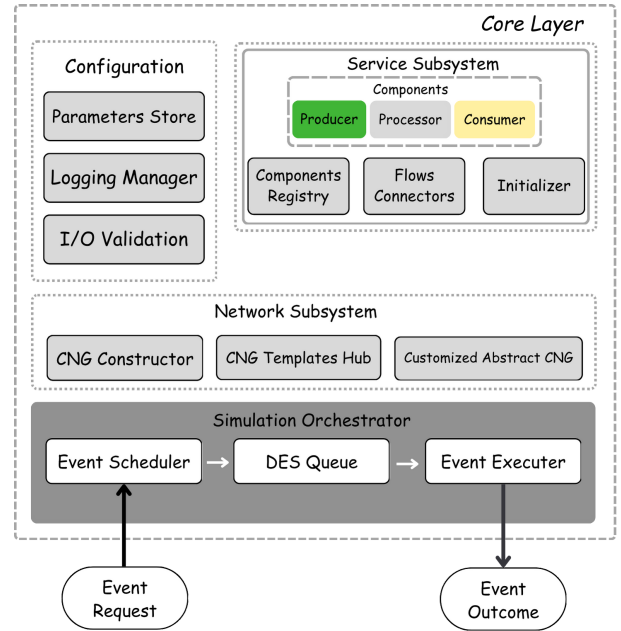 Core Layer
Configuration
Parameters Store
Logging Manager
I/O Validation
Service Subsystem
Components
Producer
Processor
Consumer
Components
Registry
Flows
Connectors
Initializer
Network Subsystem
CNG Constructor
CNG Templates Hub
Customized Abstract CNG
Simulation Orchestrator
Event Scheduler
DES Queue
Event Executer
Event
Request
Event
Outcome